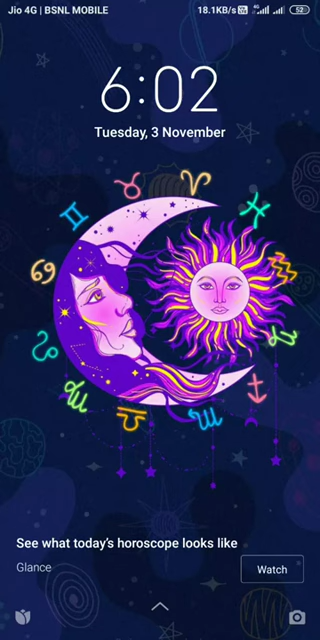 Jio 4G | BSNL MOBILE 18.1KB/s 4G 52
6:02
Tuesday, 3 November
See what today's horoscope looks like
Glance
Watch